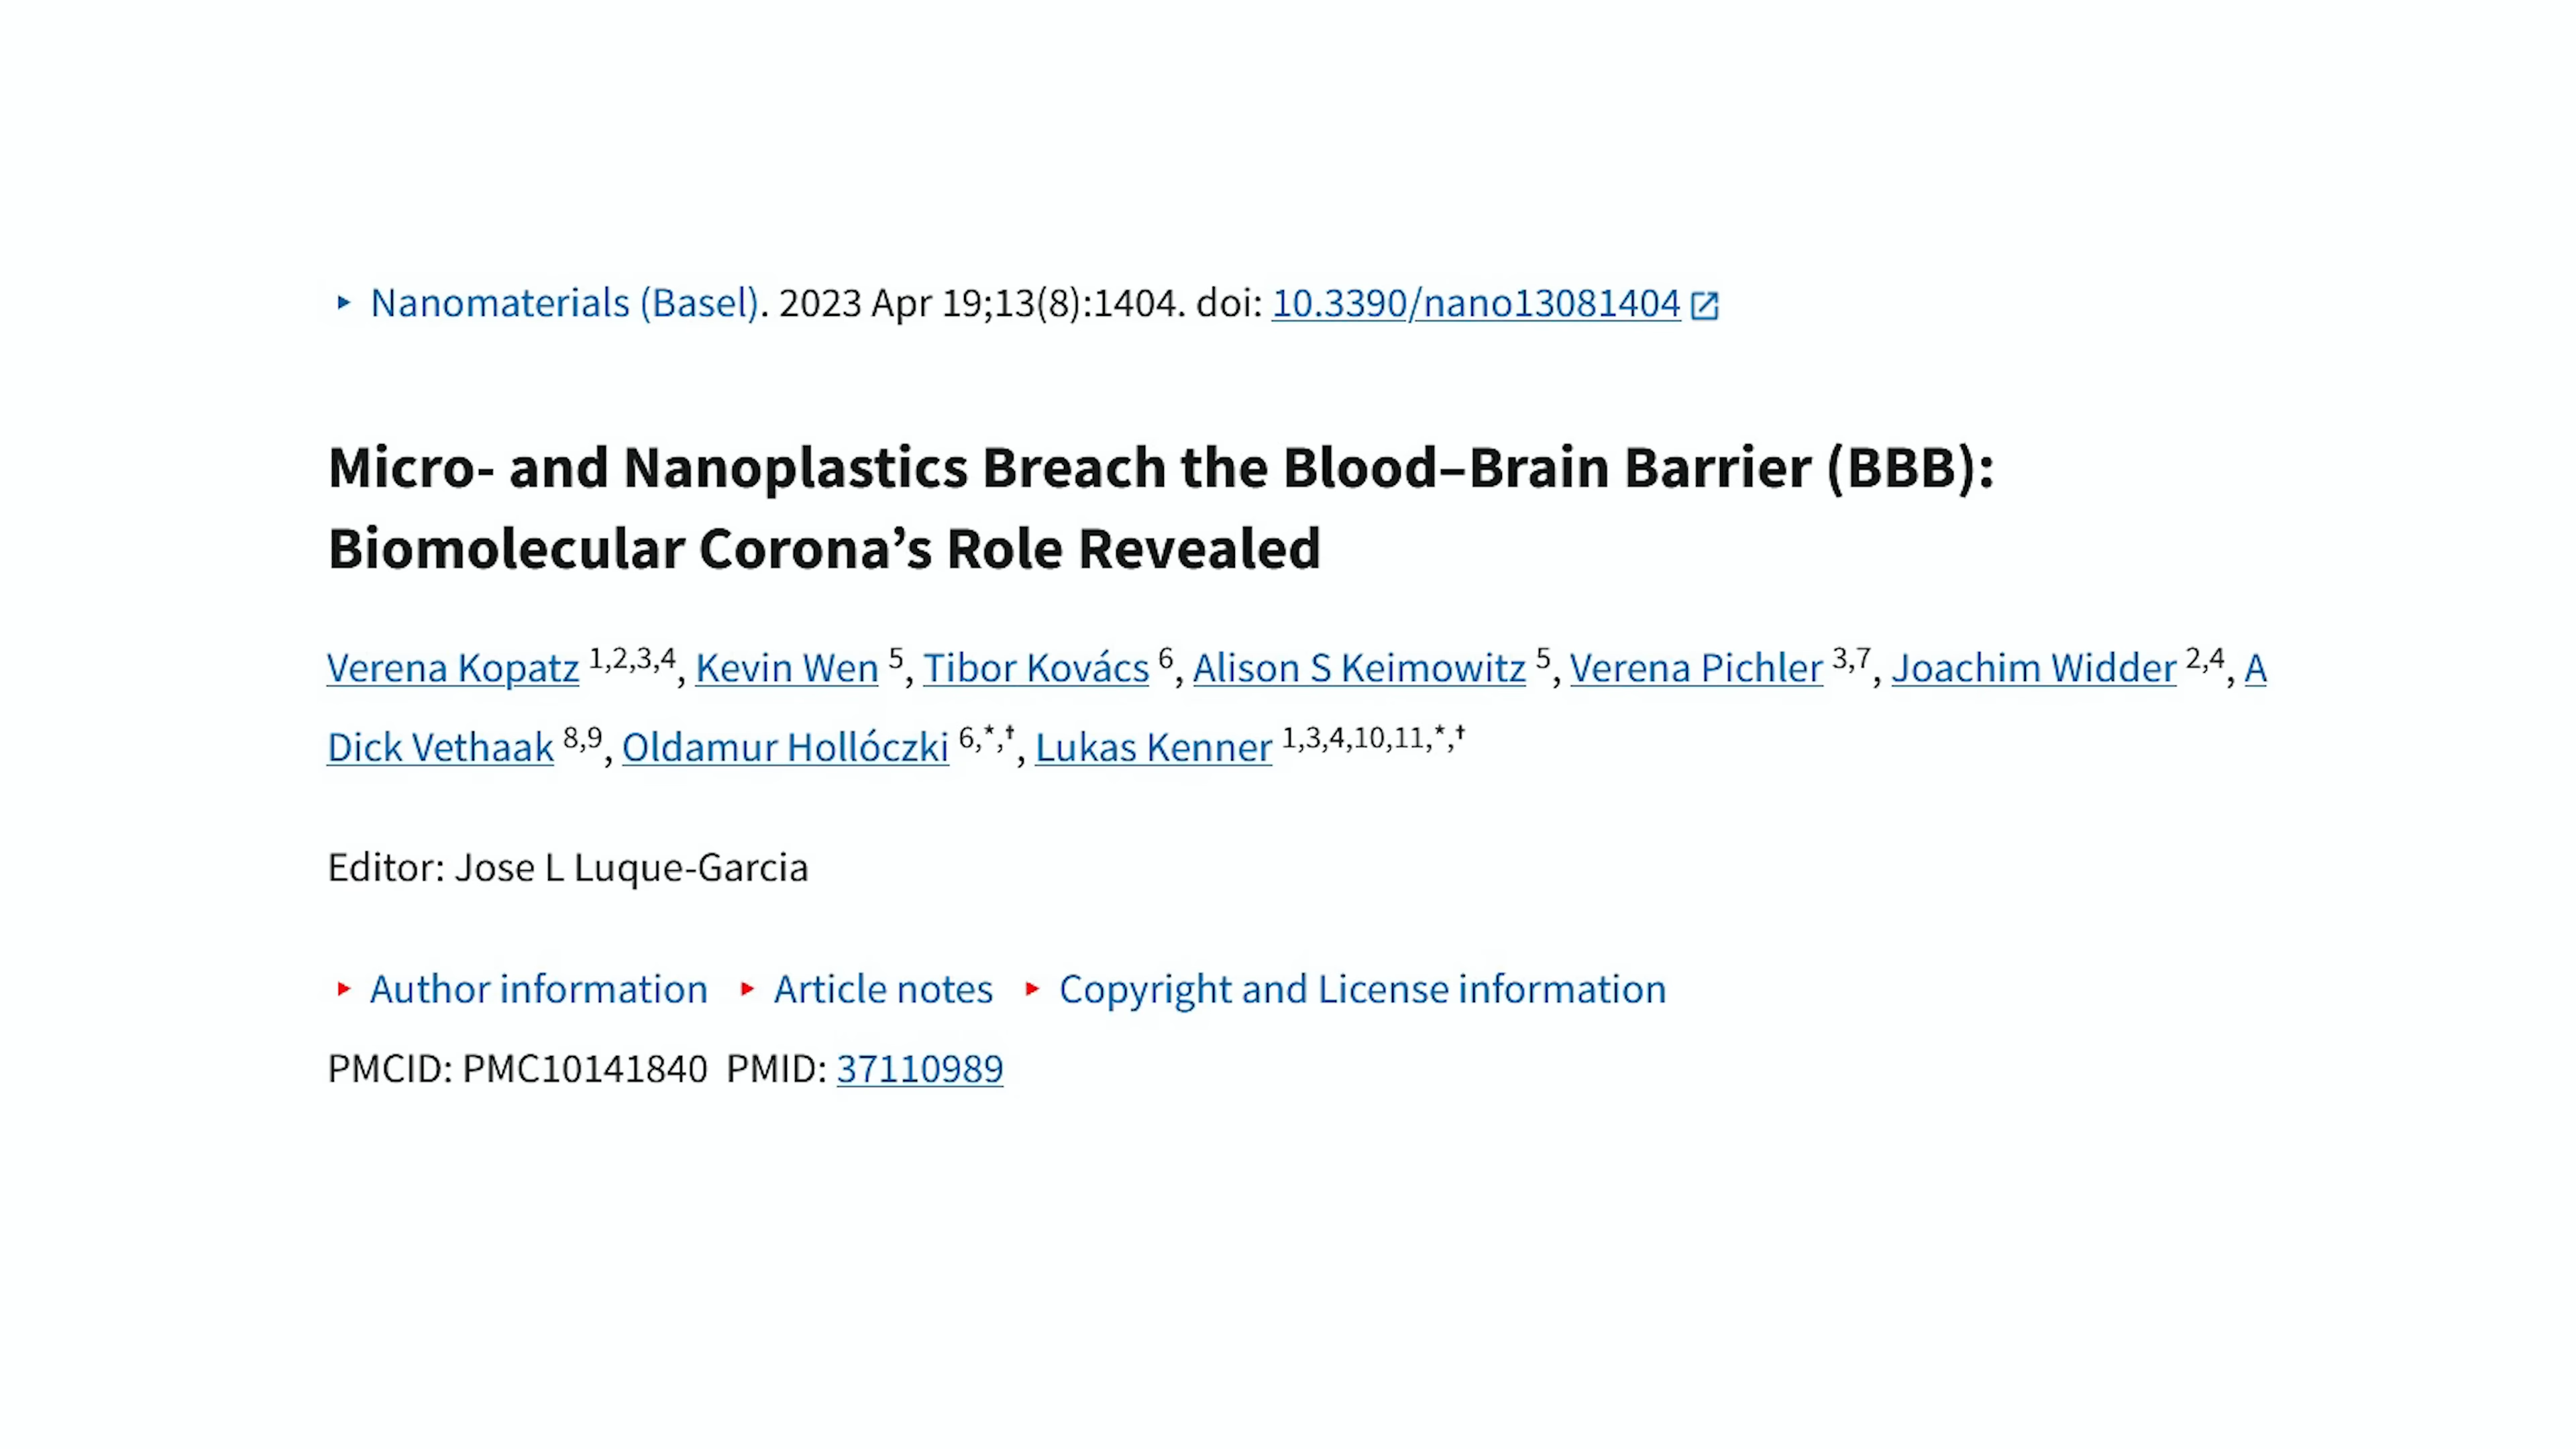 ‣ Nanomaterials (Basel). 2023 Apr 19;13(8):1404. doi: 10.3390/nano13081404
Micro- and Nanoplastics Breach the Blood–Brain Barrier (BBB):
Biomolecular Corona’s Role Revealed
Verena Kopatz 1,2,3,4, Kevin Wen 5, Tibor Kovács 6, Alison S Keimowitz 5, Verena Pichler 3,7, Joachim Widder 2,4, A
Dick Vethaak 8,9, Oldamur Hollóczki 6,*,†, Lukas Kenner 1,3,4,10,11,*,†
Editor: Jose L Luque-Garcia
‣ Author information ‣ Article notes ‣ Copyright and License information
PMCID: PMC10141840 PMID: 37110989